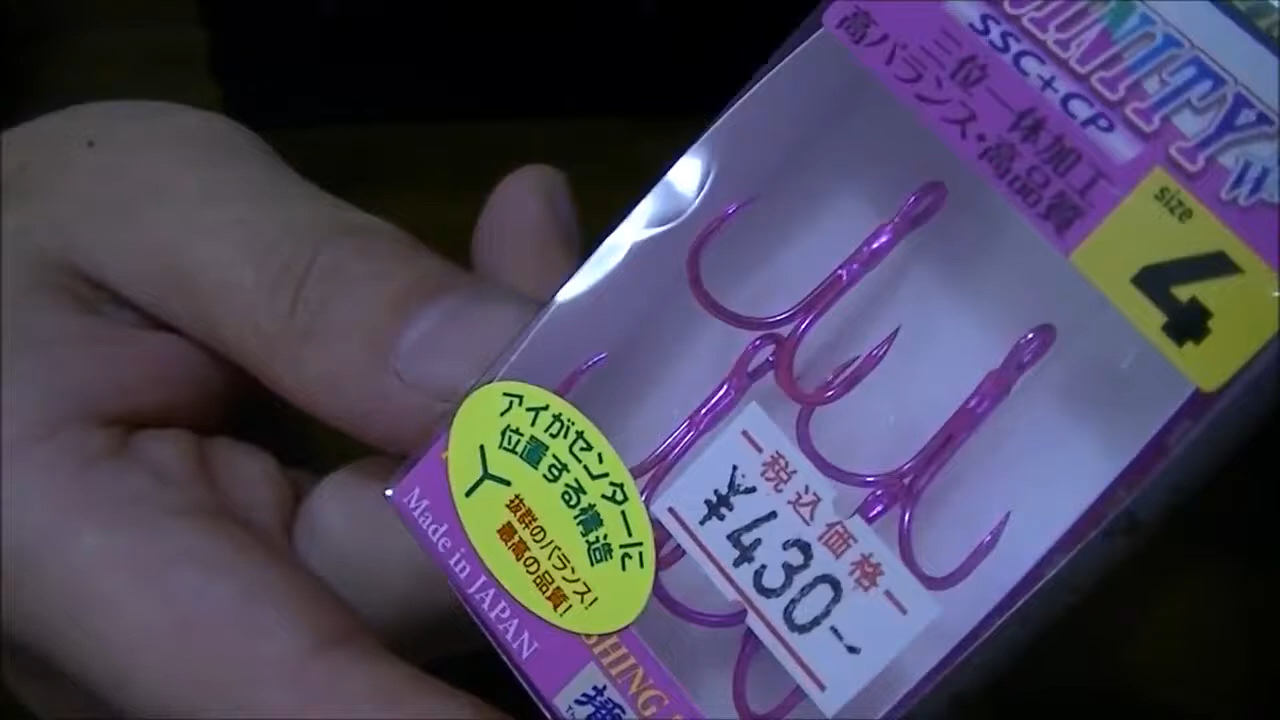 SSC+CP
三位一体加工
高バランス・高品質
size
4
アイがセンターに
位置する構造
抜群のバランス!
最高の品質!
税込価格
¥430-
Made in JAPAN